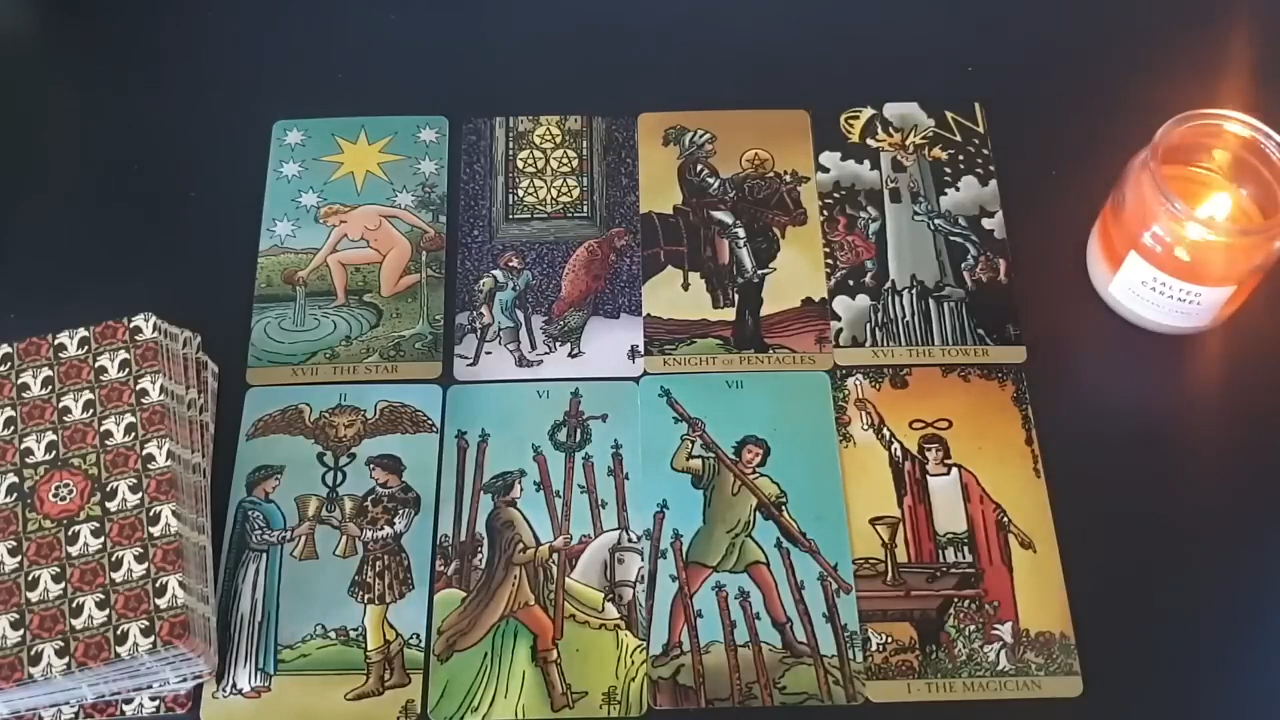 XVII - THE STAR
KNIGHT OF PENTACLES
XVI - THE TOWER
SALTED
CARAMEL
II
VI
VII
I - THE MAGICIAN